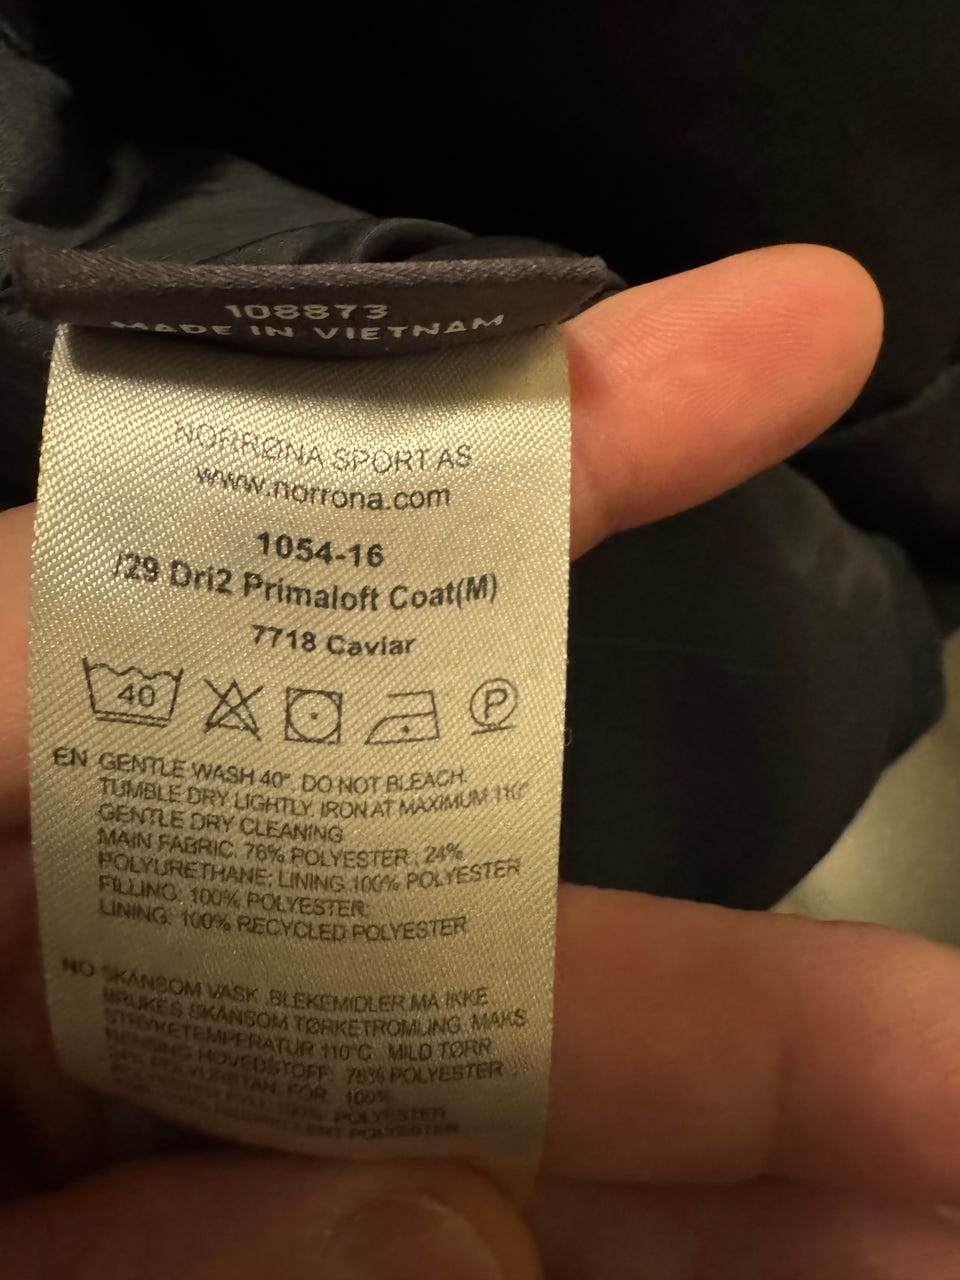 108873
MADE IN VIETNAM
NORRØNA SPORT AS
www.norrona.com
1054-16
/29 Dri2 Primaloft Coat(M)
7718 Caviar
40
P
EN GENTLE WASH 40°. DO NOT BLEACH.
TUMBLE DRY LIGHTLY. IRON AT MAXIMUM 110°
GENTLE DRY CLEANING
MAIN FABRIC: 76% POLYESTER , 24%
POLYURETHANE; LINING 100% POLYESTER
FILLING: 100% POLYESTER;
LINING: 100% RECYCLED POLYESTER
NO SKÅNSOM VASK .BLEKEMIDLER MÅ IKKE
BRUKES SKÅNSOM TØRKETROMLING. MAKS
STRYKETEMPERATUR 110°C MILD TØRR
RENSING HOVEDSTOFF: 76% POLYESTER ,
POLYURETAN, FOR: 100%
100% POLYESTER
POLYESTER